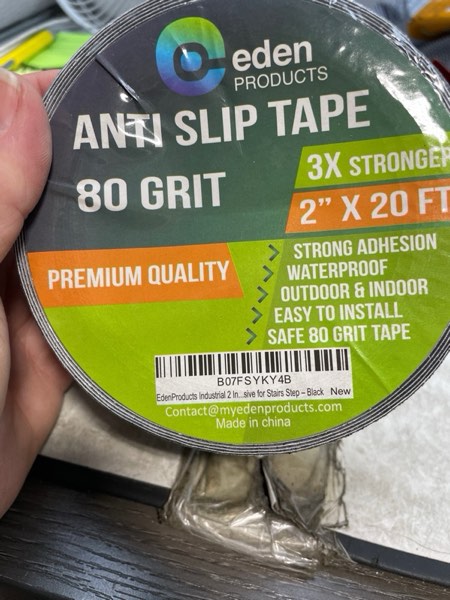 eden
PRODUCTS
ANTI SLIP TAPE
80 GRIT
3X STRONGER
2" X 20 FT
PREMIUM QUALITY
STRONG ADHESION
WATERPROOF
OUTDOOR & INDOOR
EASY TO INSTALL
SAFE 80 GRIT TAPE
B07FSYKY4B
EdenProducts Industrial 2 In...sive for Stairs Step – Black New
Contact@myedenproducts.com
Made in china